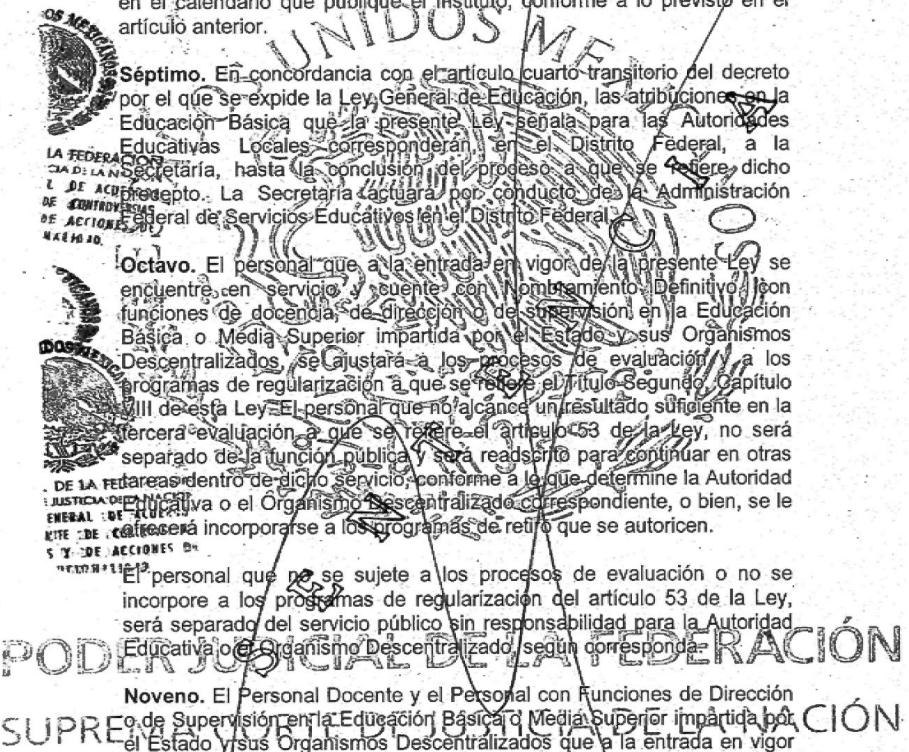 en el calendario que publique el Instituto, conforme a lo previsto en el
artículo anterior.
Séptimo. En concordancia con el artículo cuarto transitorio del decreto
por el que se expide la Ley General de Educación, las atribuciones en la
Educación Básica que la presente Ley señala para las Autoridades
Educativas Locales corresponderán, en el Distrito Federal, a la
Secretaría, hasta la conclusión del proceso a que se refiere dicho
precepto. La Secretaría actuará por conducto de la Administración
Federal de Servicios Educativos en el Distrito Federal.
Octavo. El personal que a la entrada en vigor de la presente Ley se
encuentre en servicio y cuente con Nombramiento Definitivo con
funciones de docencia, de dirección o de supervisión en la Educación
Básica o Media Superior impartida por el Estado y sus Organismos
Descentralizados, se ajustará a los procesos de evaluación y a los
programas de regularización a que se refiere el Título Segundo, Capítulo
VIII de esta Ley. El personal que no alcance un resultado suficiente en la
tercera evaluación a que se refiere el artículo 53 de la Ley, no será
separado de la función pública y será readscrito para continuar en otras
tareas dentro de dicho servicio, conforme a lo que determine la Autoridad
Educativa o el Organismo Descentralizado correspondiente, o bien, se le
ofrecerá incorporarse a los programas de retiro que se autoricen.
El personal que no se sujete a los procesos de evaluación o no se
incorpore a los programas de regularización del artículo 53 de la Ley,
será separado del servicio público sin responsabilidad para la Autoridad
Educativa o el Organismo Descentralizado, según corresponda.
PODER JUDICIAL DE LA FEDERACIÓN
Noveno. El Personal Docente y el Personal con Funciones de Dirección
o de Supervisión en la Educación Básica o Media Superior impartida por
SUPREMA CORTE DE JUSTICIA DE LA NACIÓN
el Estado y sus Organismos Descentralizados que a la entrada en vigor
UNIDOS MEXICANOS
LA FEDERACION
DE LA FEDERACION
JUSTICIA DE LA NACION
S Y DE ACCIONES DE